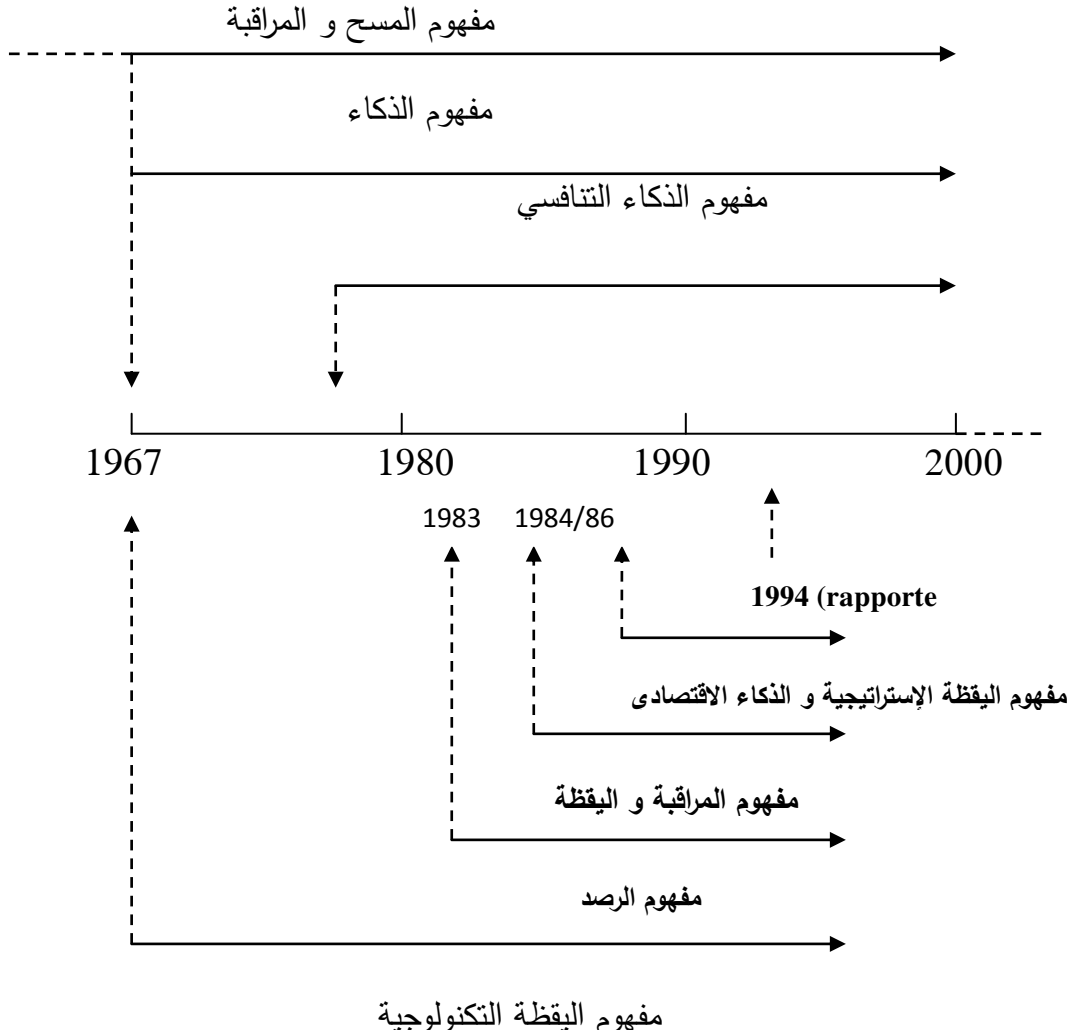 مفهوم المسح و المراقبة
مفهوم الذكاء
مفهوم الذكاء التنافسي
1967 1980 1990 2000
1983 1984/86
1994 (rapporte
مفهوم اليقظة الإستراتيجية و الذكاء الاقتصادى
مفهوم المراقبة و اليقظة
مفهوم الرصد
مفهوم اليقظة التكنولوجية